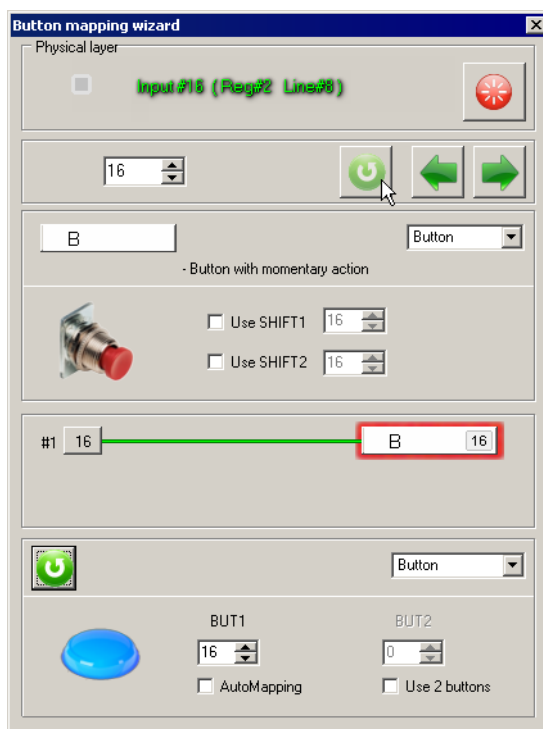 Button mapping wizard
Physical layer
Input #16 (Reg#2 Line#8)
16
B
Button
- Button with momentary action
Use SHIFT1 16
Use SHIFT2 16
#1 16 B 16
Button
BUT1 BUT2
16 0
AutoMapping Use 2 buttons